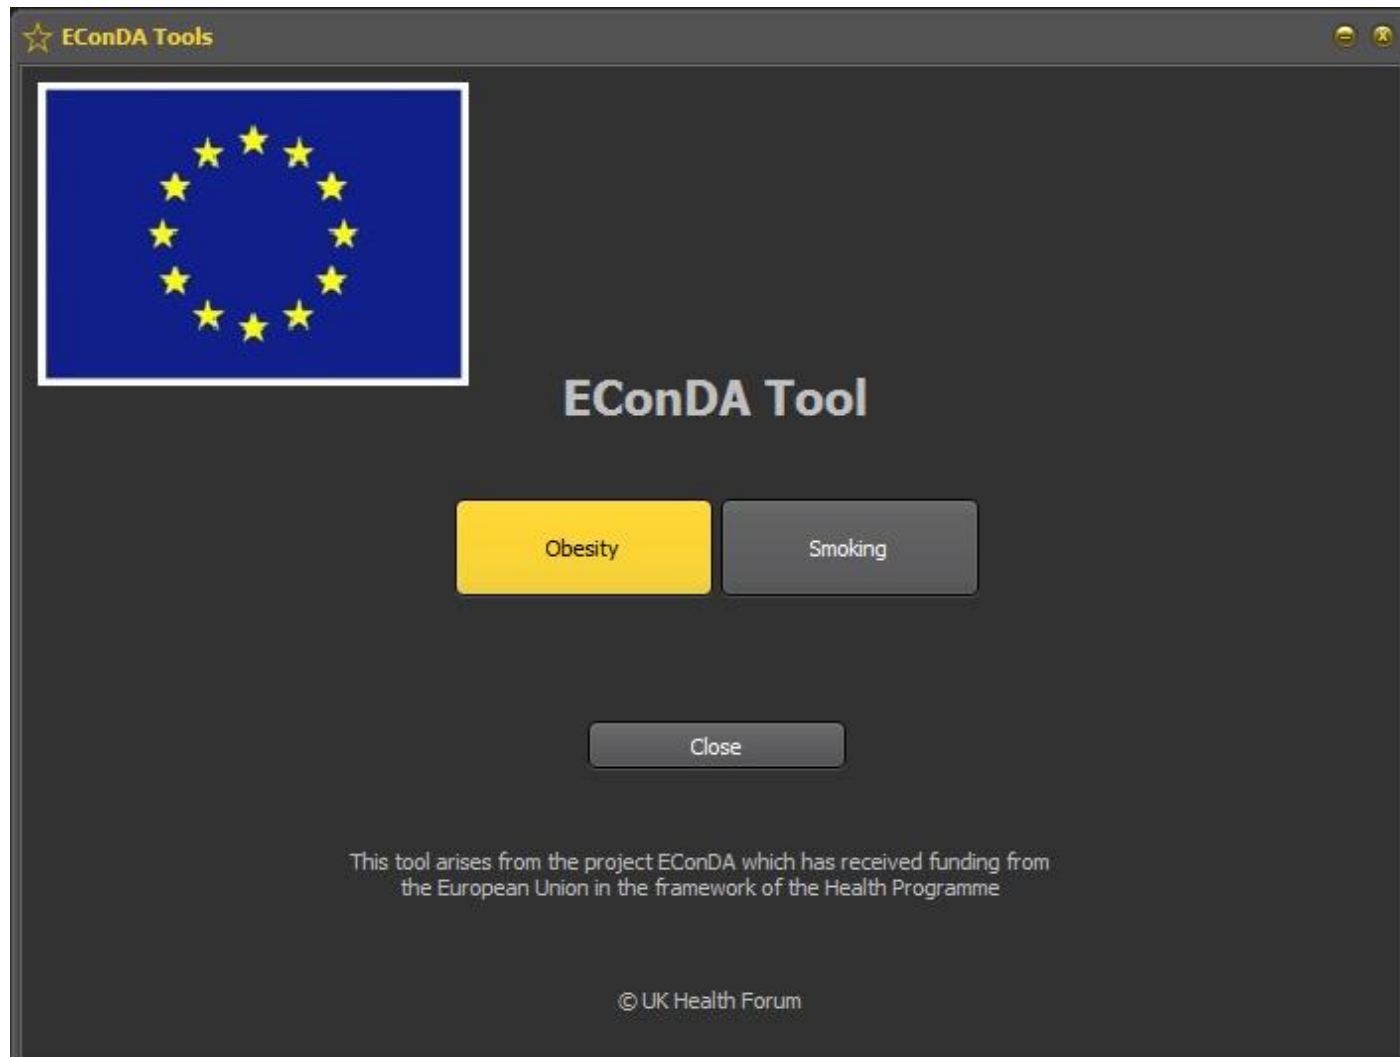 EConDA Tools
EConDA Tool
Obesity
Smoking
Close
This tool arises from the project EConDA which has received funding from
the European Union in the framework of the Health Programme
© UK Health Forum